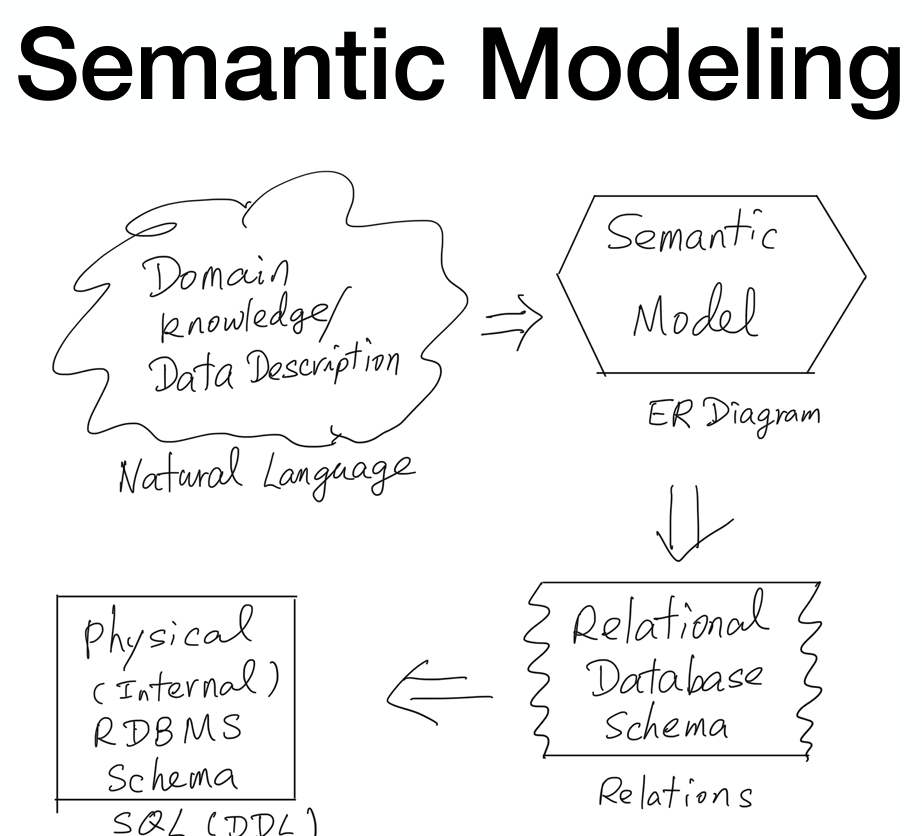 Semantic Modeling
Domain
knowledge/
Data Description
Natural Language
Semantic
Model
ER Diagram
Relational
Database
Schema
Relations
Physical
(Internal)
RDBMS
Schema
SQL (DDL)